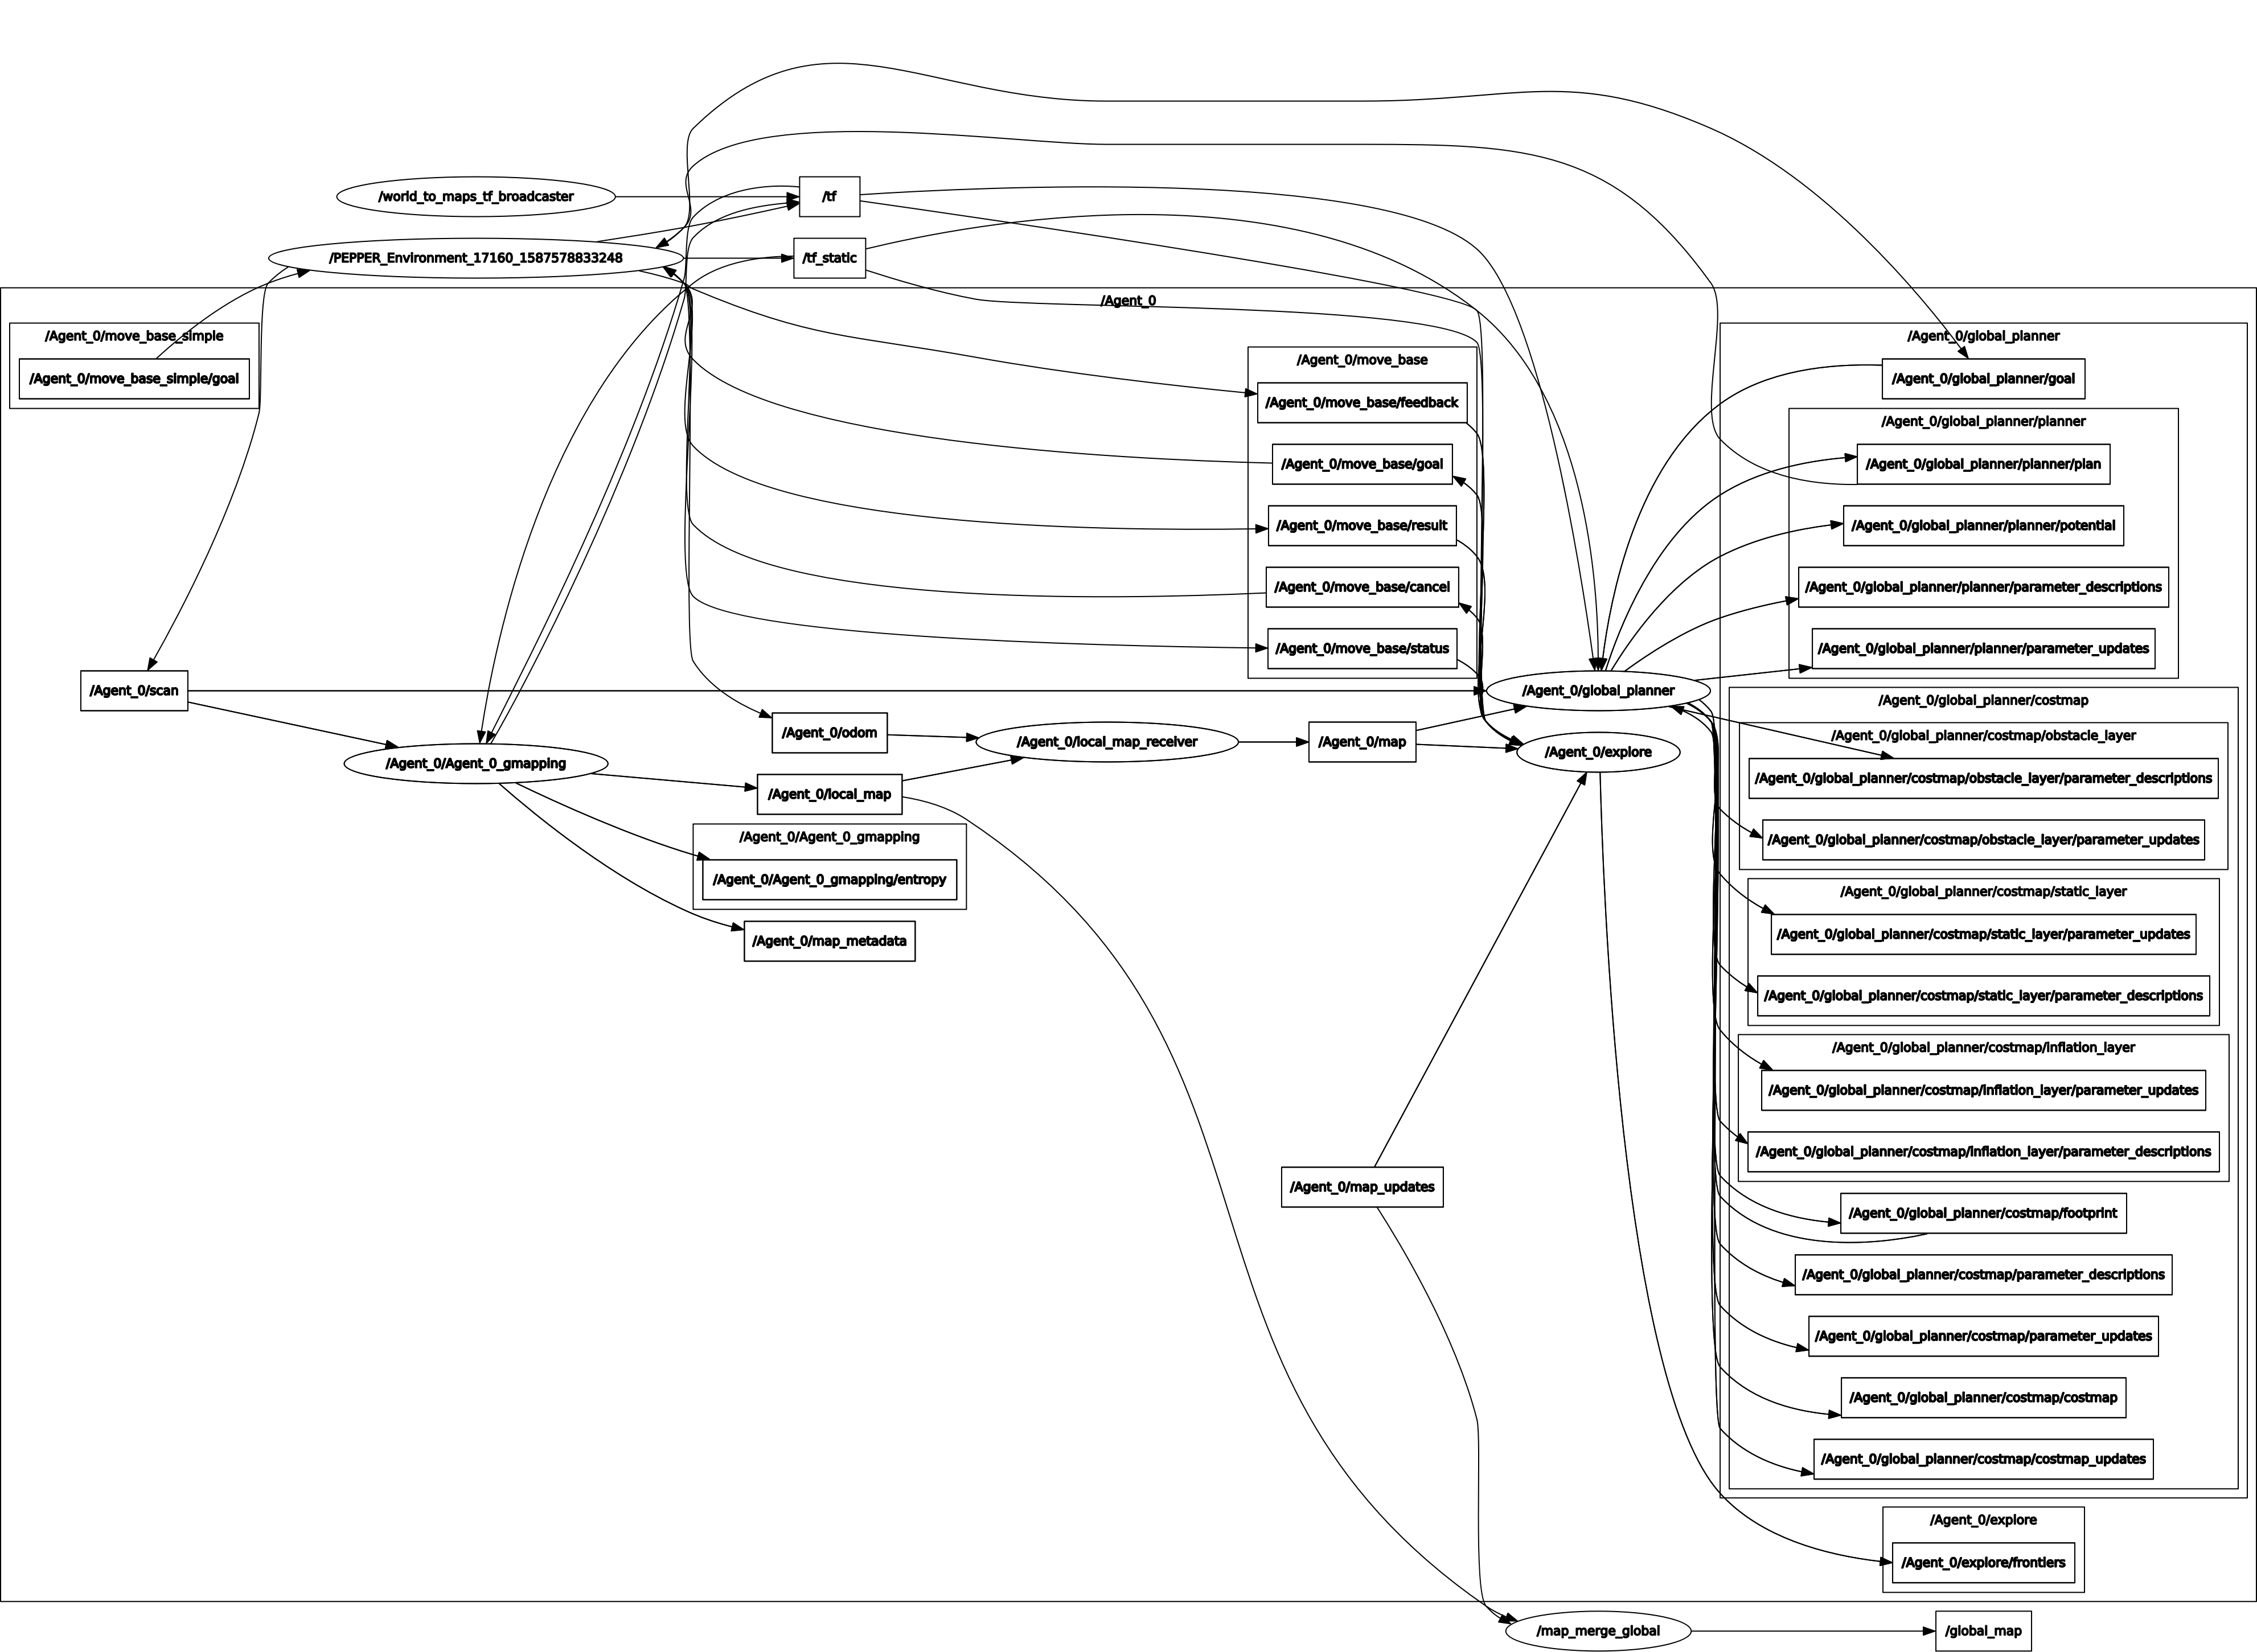 /world_to_maps_tf_broadcaster
/tf
/PEPPER_Environment_17160_1587578833248
/tf_static
/Agent_0
/Agent_0/move_base_simple
/Agent_0/move_base_simple/goal
/Agent_0/move_base
/Agent_0/move_base/feedback
/Agent_0/move_base/goal
/Agent_0/move_base/result
/Agent_0/move_base/cancel
/Agent_0/move_base/status
/Agent_0/global_planner
/Agent_0/global_planner/goal
/Agent_0/global_planner/planner
/Agent_0/global_planner/planner/plan
/Agent_0/global_planner/planner/potential
/Agent_0/global_planner/planner/parameter_descriptions
/Agent_0/global_planner/planner/parameter_updates
/Agent_0/scan
/Agent_0/global_planner
/Agent_0/Agent_0_gmapping
/Agent_0/odom
/Agent_0/local_map_receiver
/Agent_0/map
/Agent_0/explore
/Agent_0/local_map
/Agent_0/Agent_0_gmapping
/Agent_0/Agent_0_gmapping/entropy
/Agent_0/map_metadata
/Agent_0/global_planner/costmap
/Agent_0/global_planner/costmap/obstacle_layer
/Agent_0/global_planner/costmap/obstacle_layer/parameter_descriptions
/Agent_0/global_planner/costmap/obstacle_layer/parameter_updates
/Agent_0/global_planner/costmap/static_layer
/Agent_0/global_planner/costmap/static_layer/parameter_updates
/Agent_0/global_planner/costmap/static_layer/parameter_descriptions
/Agent_0/global_planner/costmap/inflation_layer
/Agent_0/global_planner/costmap/inflation_layer/parameter_updates
/Agent_0/global_planner/costmap/inflation_layer/parameter_descriptions
/Agent_0/map_updates
/Agent_0/global_planner/costmap/footprint
/Agent_0/global_planner/costmap/parameter_descriptions
/Agent_0/global_planner/costmap/parameter_updates
/Agent_0/global_planner/costmap/costmap
/Agent_0/global_planner/costmap/costmap_updates
/Agent_0/explore
/Agent_0/explore/frontiers
/map_merge_global
/global_map